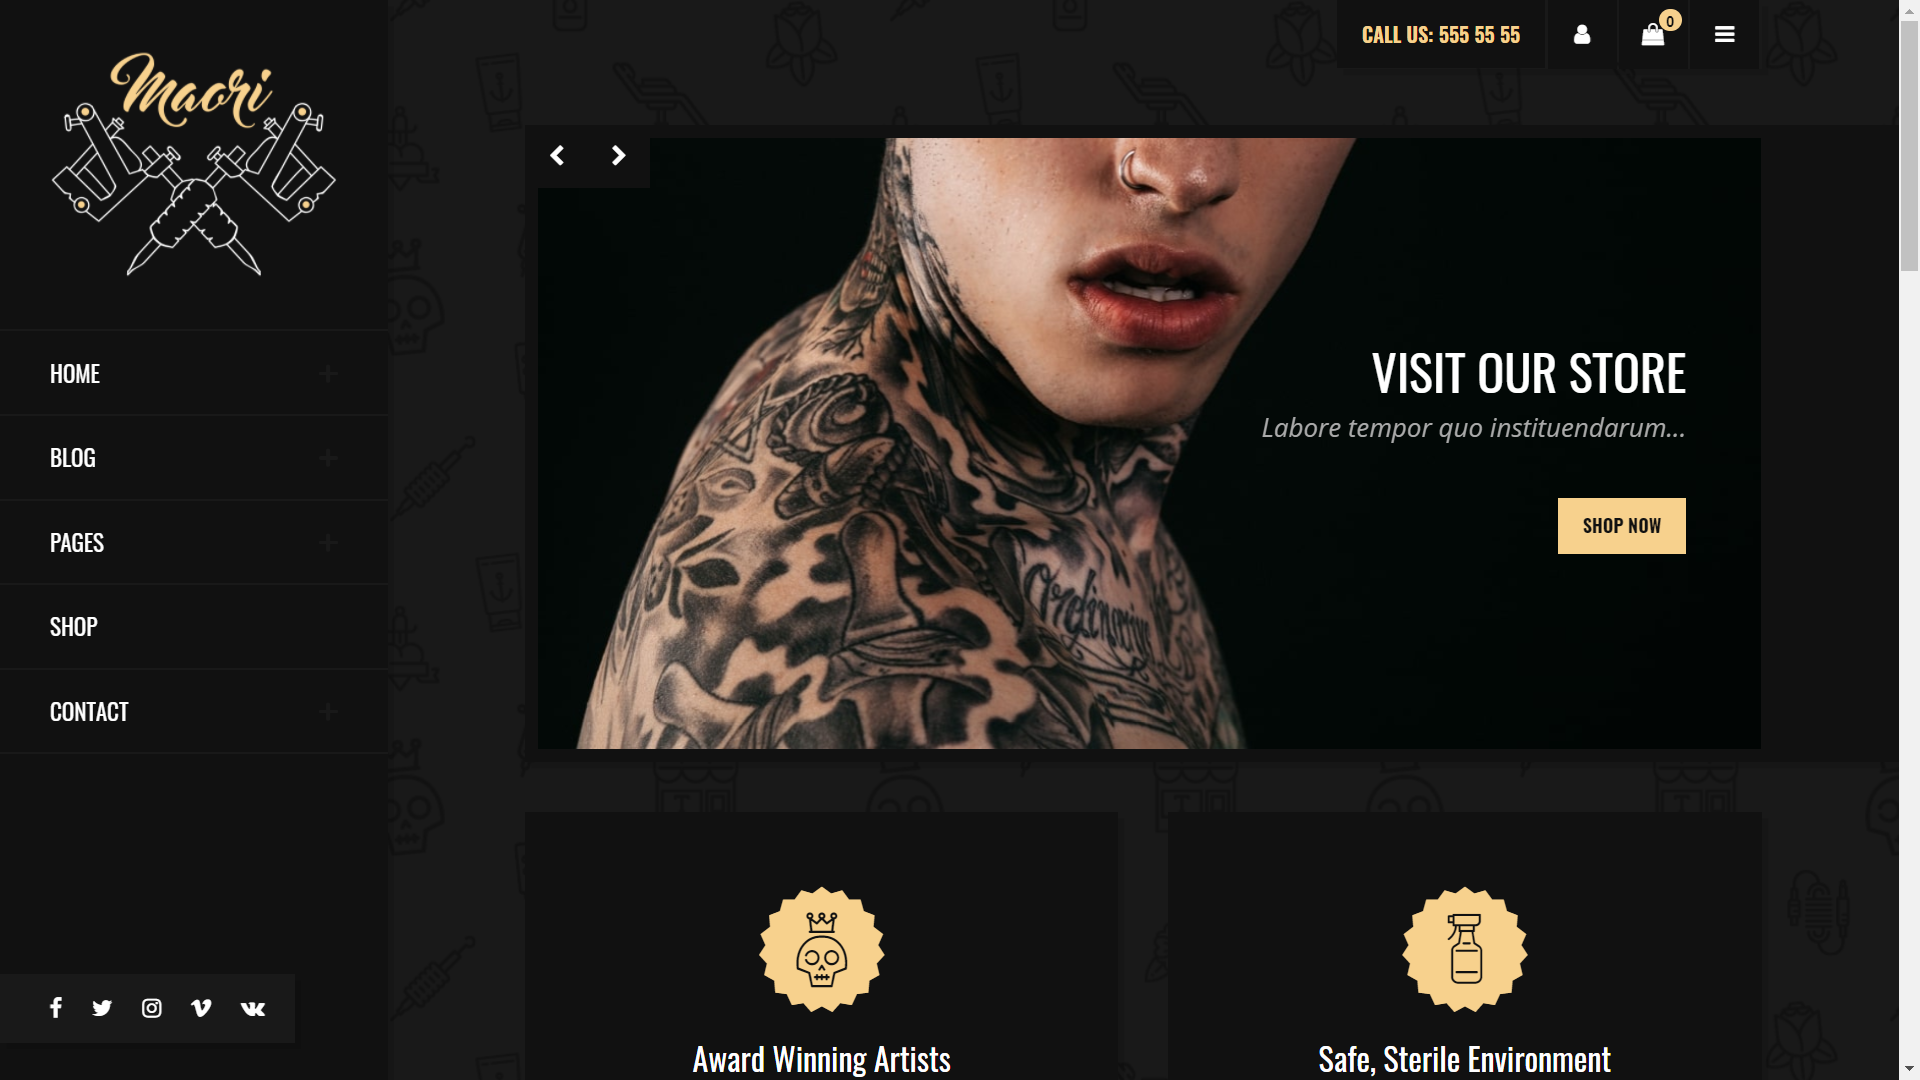 Maori
HOME
BLOG
PAGES
SHOP
CONTACT
CALL US: 555 55 55
0
VISIT OUR STORE
Labore tempor quo instituendarum...
SHOP NOW
Award Winning Artists
Safe, Sterile Environment